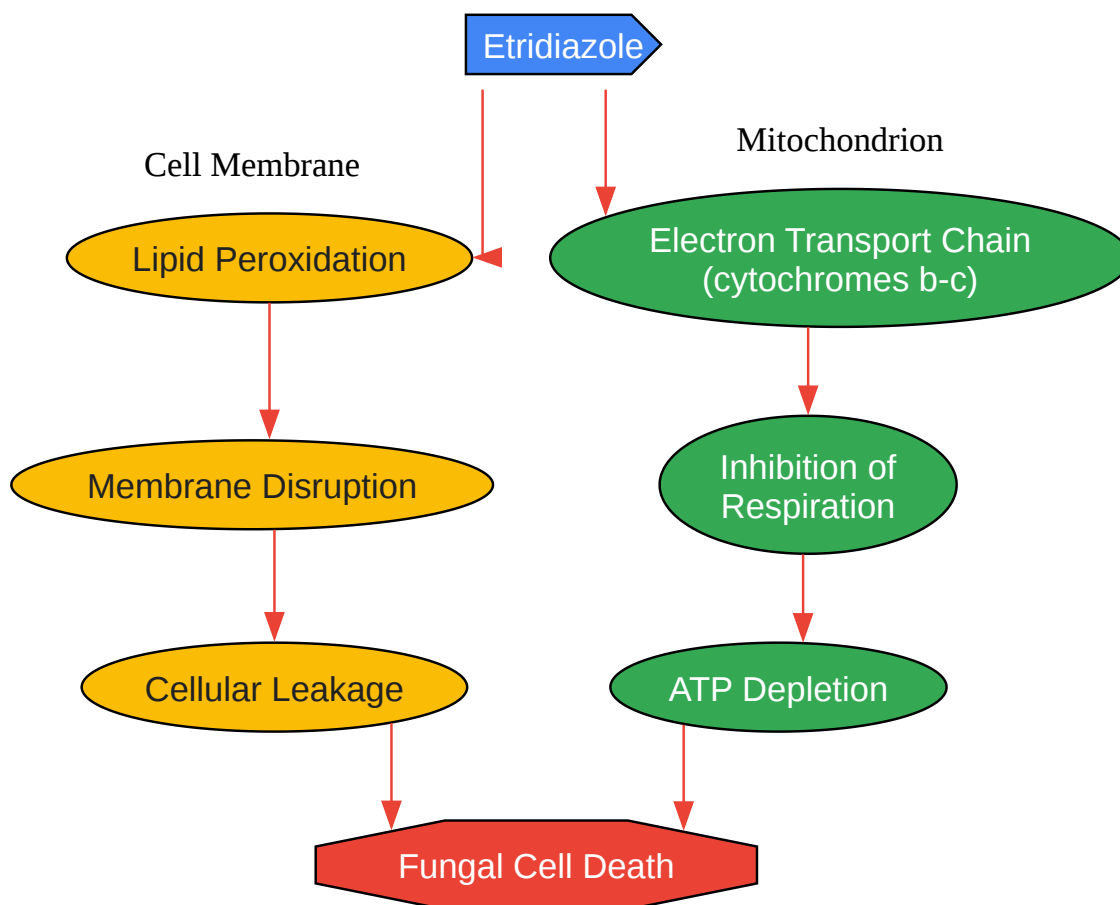 Etridiazole
Cell Membrane
Mitochondrion
Lipid Peroxidation
Electron Transport Chain
(cytochromes b-c)
Membrane Disruption
Inhibition of
Respiration
Cellular Leakage
ATP Depletion
Fungal Cell Death